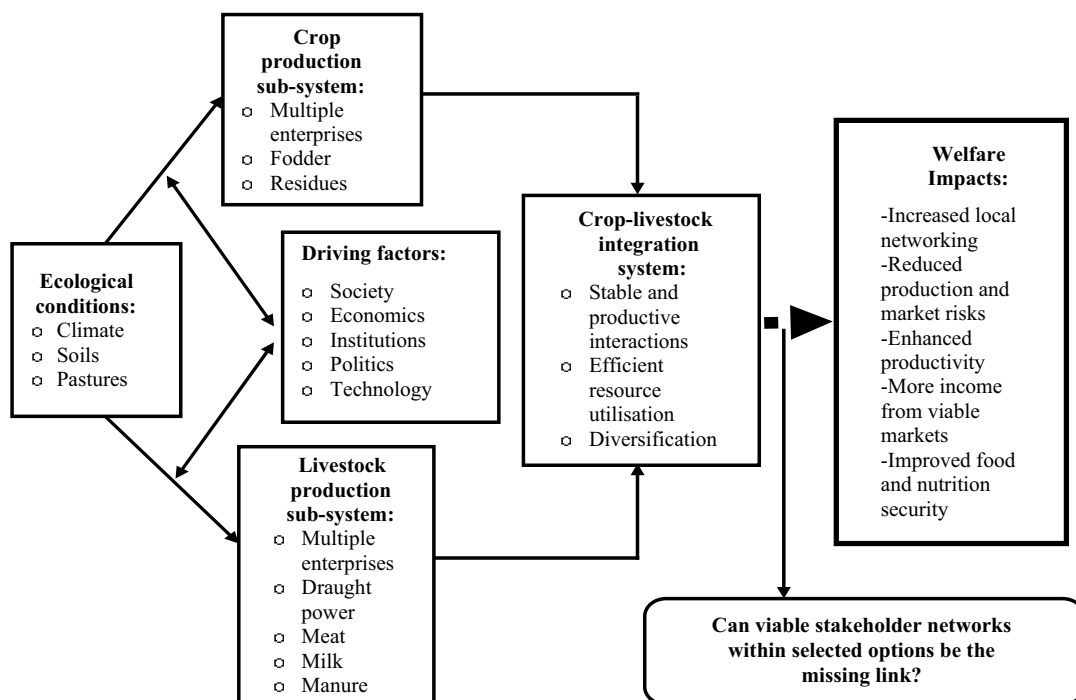 Crop
production
sub-system:
Multiple
enterprises
Fodder
Residues
Ecological
conditions:
Climate
Soils
Pastures
Driving factors:
Society
Economics
Institutions
Politics
Technology
Livestock
production
sub-system:
Multiple
enterprises
Draught
power
Meat
Milk
Manure
Crop-livestock
integration
system:
Stable and
productive
interactions
Efficient
resource
utilisation
Diversification
Welfare
Impacts:
-Increased local
networking
-Reduced
production and
market risks
-Enhanced
productivity
-More income
from viable
markets
-Improved food
and nutrition
security
Can viable stakeholder networks
within selected options be the
missing link?